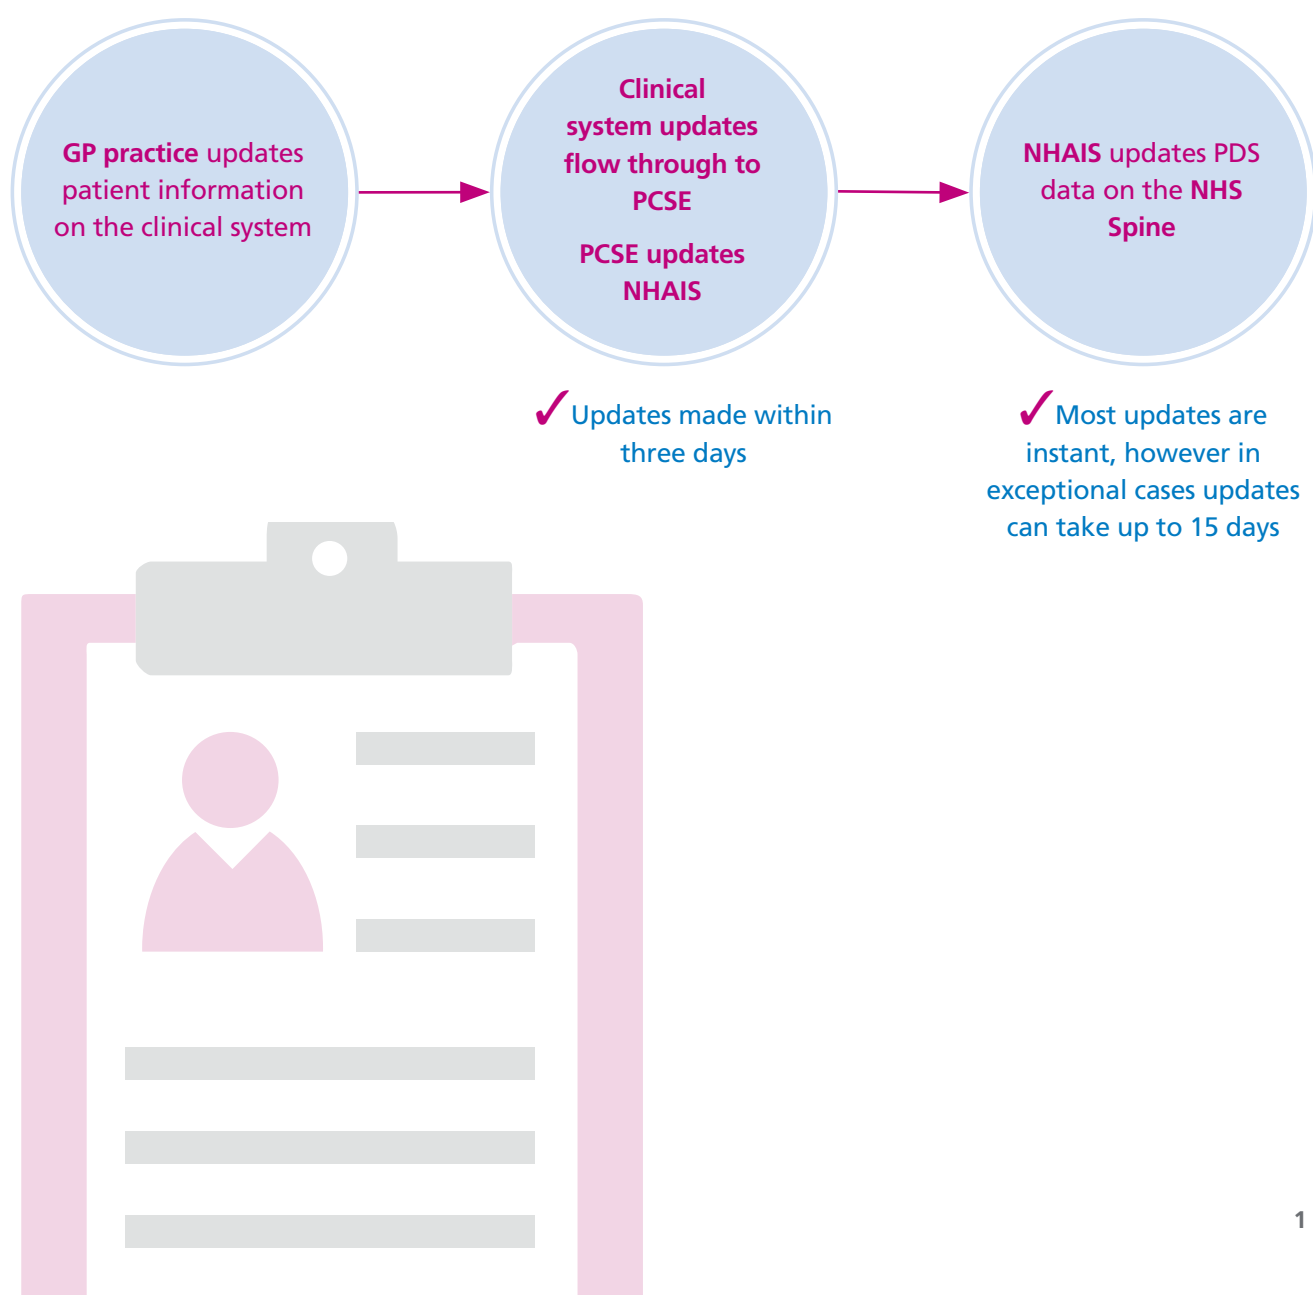 GP practice updates
patient information
on the clinical system
Clinical
system updates
flow through to
PCSE
PCSE updates
NHAIS
NHAIS updates PDS
data on the NHS
Spine
✓Updates made within
three days
✓Most updates are
instant, however in
exceptional cases updates
can take up to 15 days
1